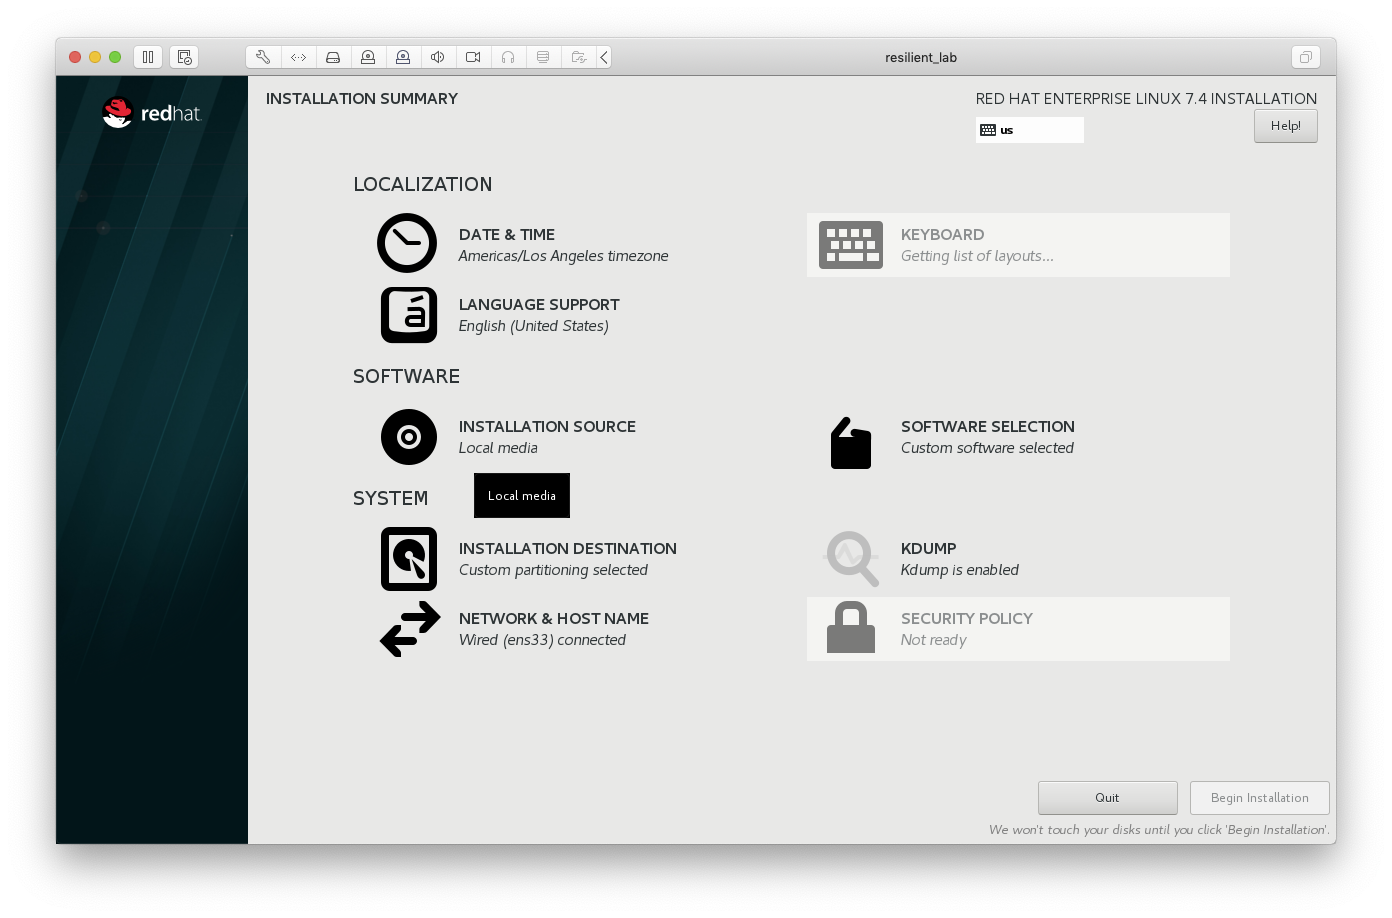 resilient_lab
redhat
INSTALLATION SUMMARY
RED HAT ENTERPRISE LINUX 7.4 INSTALLATION
us
Help!
LOCALIZATION
DATE & TIME
Americas/Los Angeles timezone
KEYBOARD
Getting list of layouts...
LANGUAGE SUPPORT
English (United States)
SOFTWARE
INSTALLATION SOURCE
Local media
SOFTWARE SELECTION
Custom software selected
SYSTEM
Local media
INSTALLATION DESTINATION
Custom partitioning selected
KDUMP
Kdump is enabled
NETWORK & HOST NAME
Wired (ens33) connected
SECURITY POLICY
Not ready
Quit
Begin Installation
We won't touch your disks until you click 'Begin Installation'.